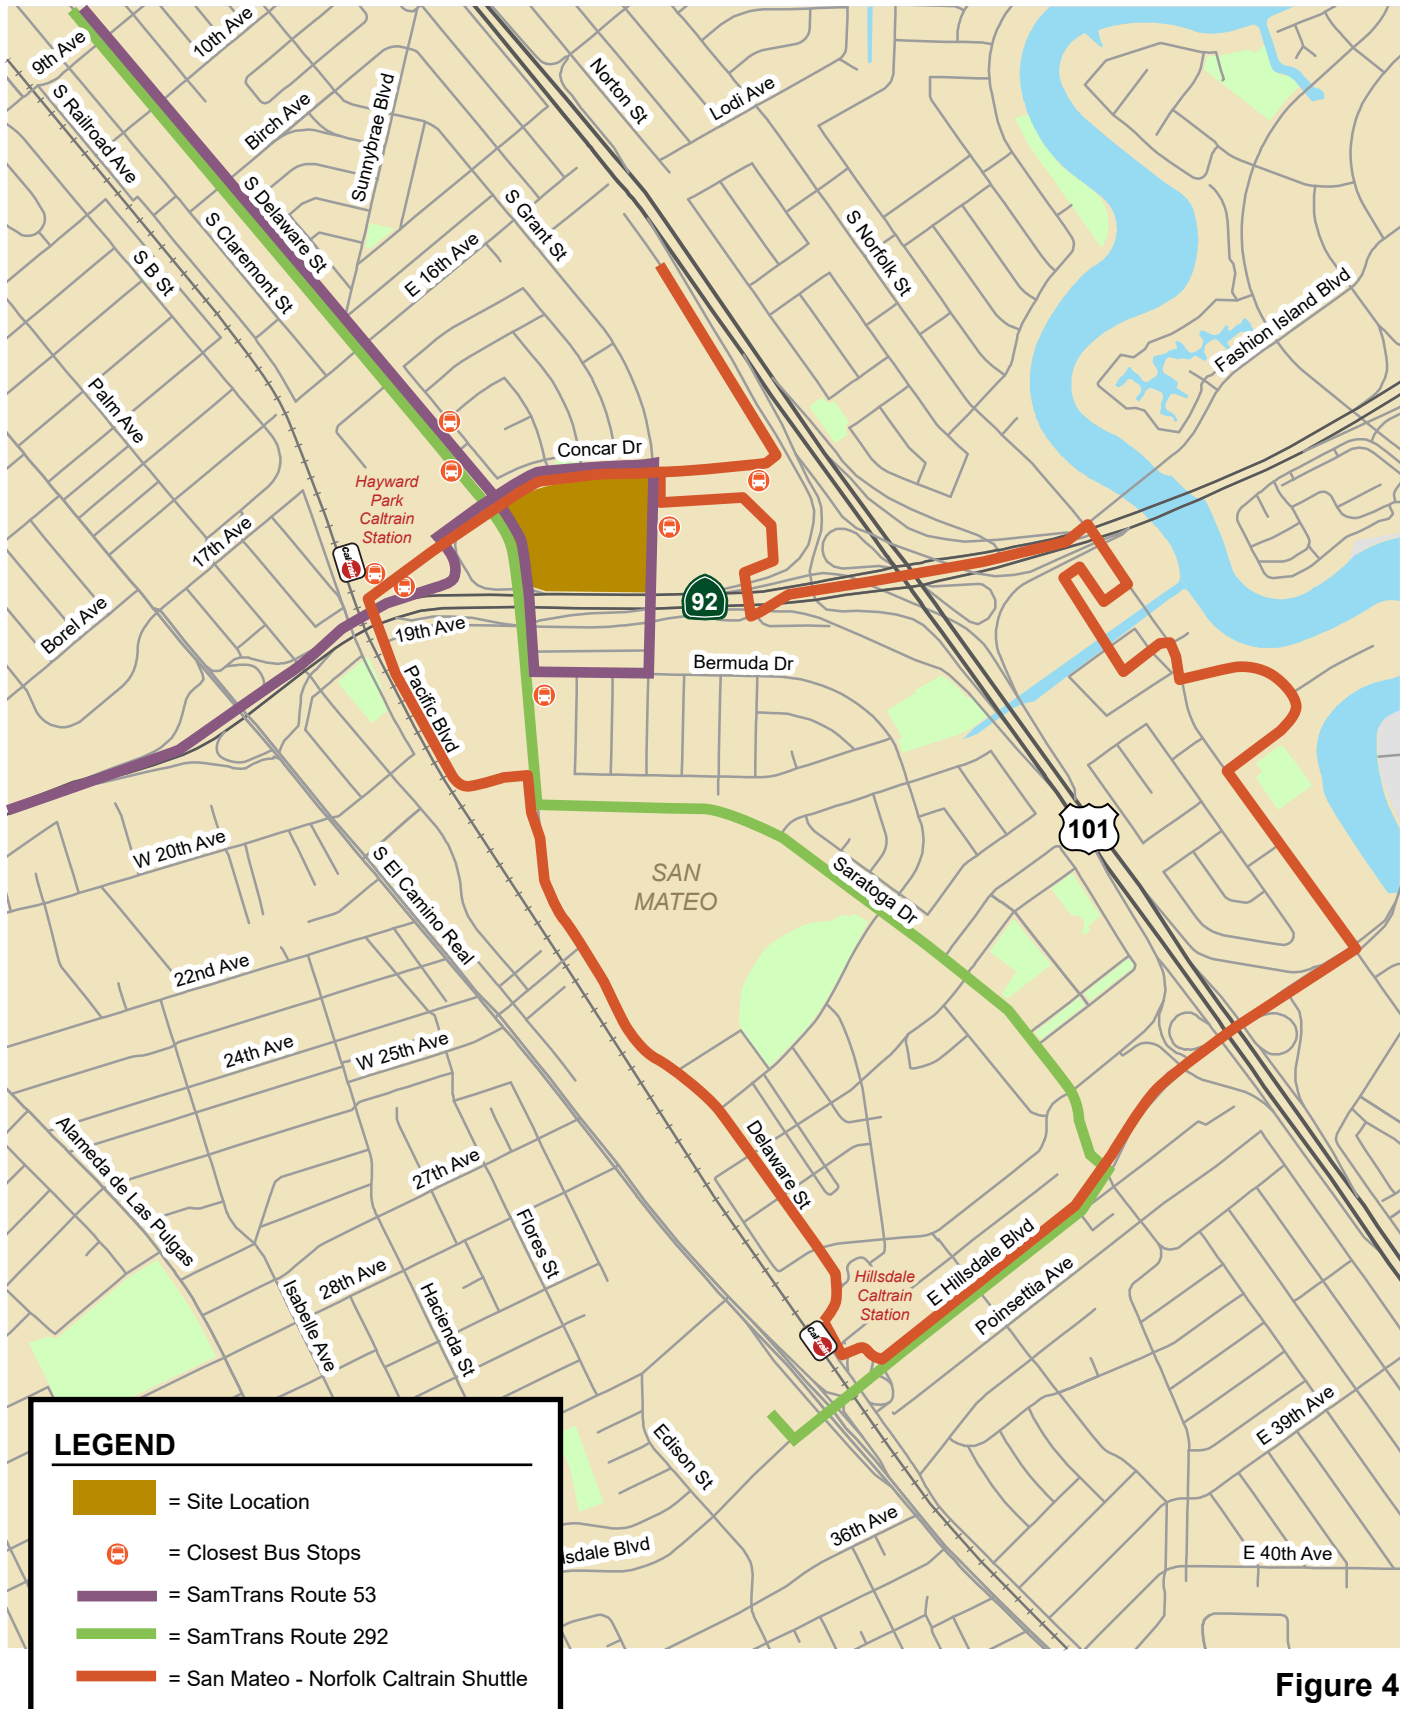 10th Ave
9th Ave
S Railroad Ave
Birch Ave
Sunnybrae Blvd
Norton St
Lodi Ave
S Delaware St
S Claremont St
S B St
E 16th Ave
S Grant St
S Norfolk St
Fashion Island Blvd
Palm Ave
Concar Dr
Hayward
Park
Caltrain
Station
17th Ave
Caltrain
92
Borel Ave
19th Ave
Bermuda Dr
Pacific Blvd
101
W 20th Ave
S El Camino Real
SAN
MATEO
Saratoga Dr
22nd Ave
24th Ave
W 25th Ave
Alameda de Las Pulgas
27th Ave
Delaware St
Flores St
28th Ave
Isabelle Ave
Hacienda St
Hillsdale
Caltrain
Station
E Hillsdale Blvd
Poinsettia Ave
Caltrain
E 39th Ave
Edison St
36th Ave
lsdale Blvd
E 40th Ave
LEGEND
= Site Location
= Closest Bus Stops
= SamTrans Route 53
= SamTrans Route 292
= San Mateo - Norfolk Caltrain Shuttle
Figure 4